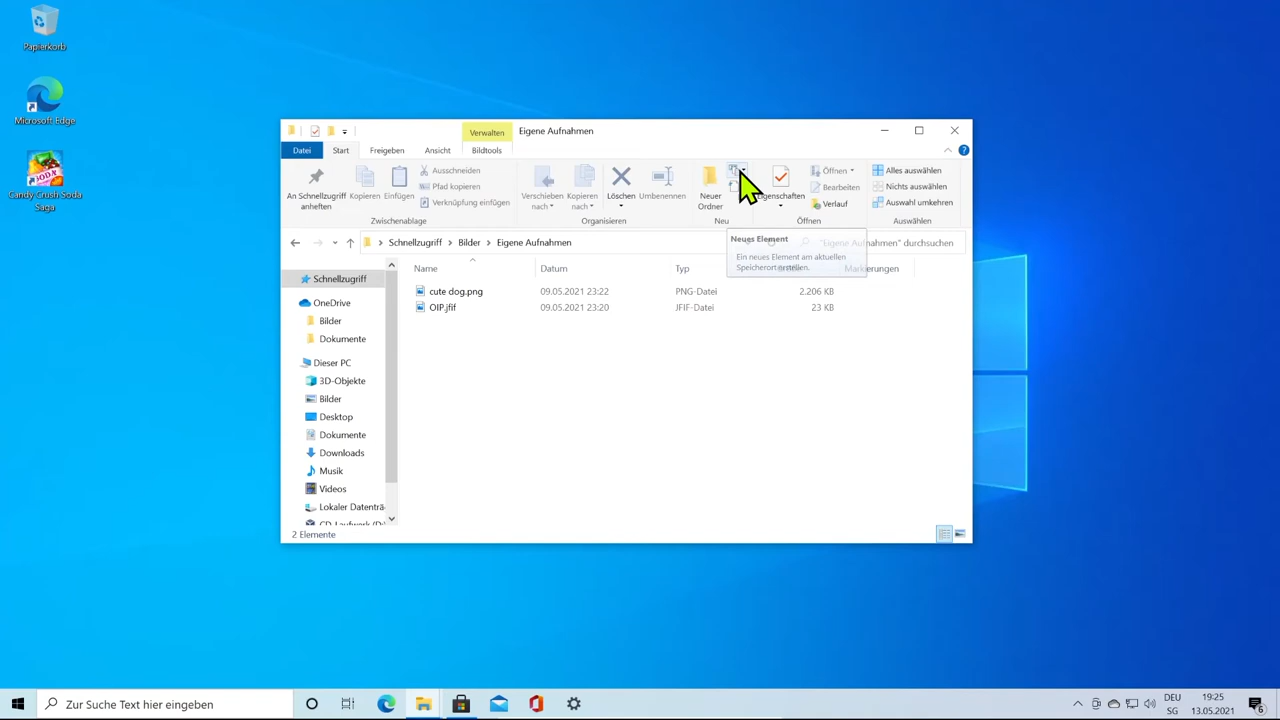 Papierkorb
Microsoft Edge
Candy Crush Soda
Saga
Verwalten
Eigene Aufnahmen
Datei
Start
Freigeben
Ansicht
Bildtools
An Schnellzugriff
anheften
Kopieren
Einfügen
Ausschneiden
Pfad kopieren
Verknüpfung einfügen
Zwischenablage
Verschieben
nach
Kopieren
nach
Löschen
Umbenennen
Organisieren
Neuer
Ordner
Neu
Eigenschaften
Öffnen
Bearbeiten
Verlauf
Öffnen
Alles auswählen
Nichts auswählen
Auswahl umkehren
Auswählen
Schnellzugriff > Bilder > Eigene Aufnahmen
"Eigene Aufnahmen" durchsuchen
Neues Element
Ein neues Element am aktuellen
Speicherort erstellen.
Name
Datum
Typ
Markierungen
cute dog.png 09.05.2021 23:22 PNG-Datei 2.206 KB
OIP.jfif 09.05.2021 23:20 JFIF-Datei 23 KB
Schnellzugriff
OneDrive
Bilder
Dokumente
Dieser PC
3D-Objekte
Bilder
Desktop
Dokumente
Downloads
Musik
Videos
Lokaler Datenträ
CD-Laufwerk (D:)
2 Elemente
Zur Suche Text hier eingeben
DEU
SG
19:25
13.05.2021
6